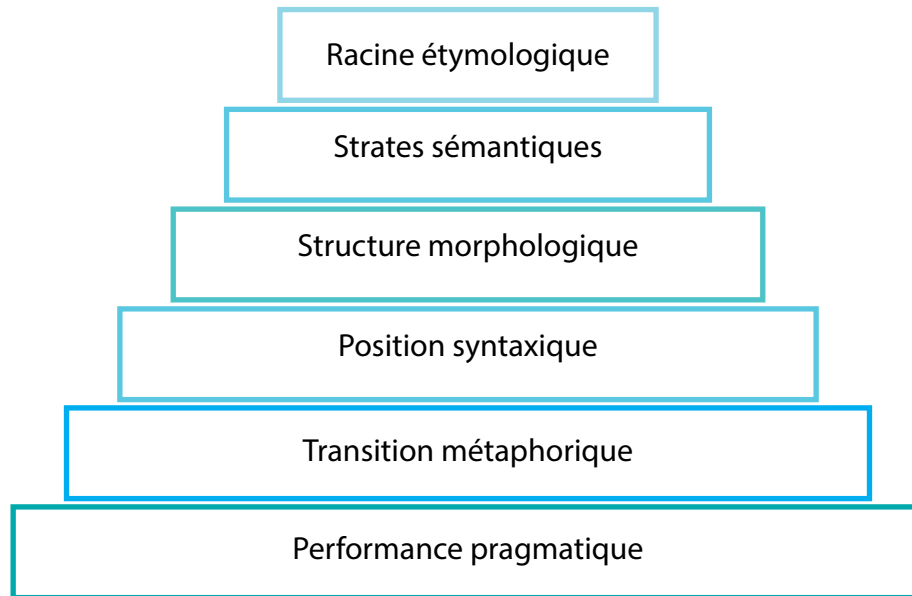 Racine étymologique
Strates sémantiques
Structure morphologique
Position syntaxique
Transition métaphorique
Performance pragmatique